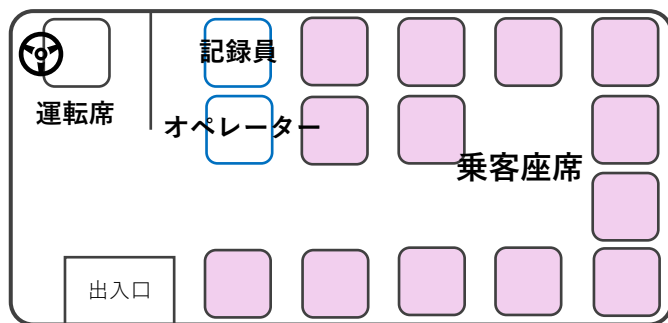 記録員
運転席
オペレーター
乗客座席
出入口